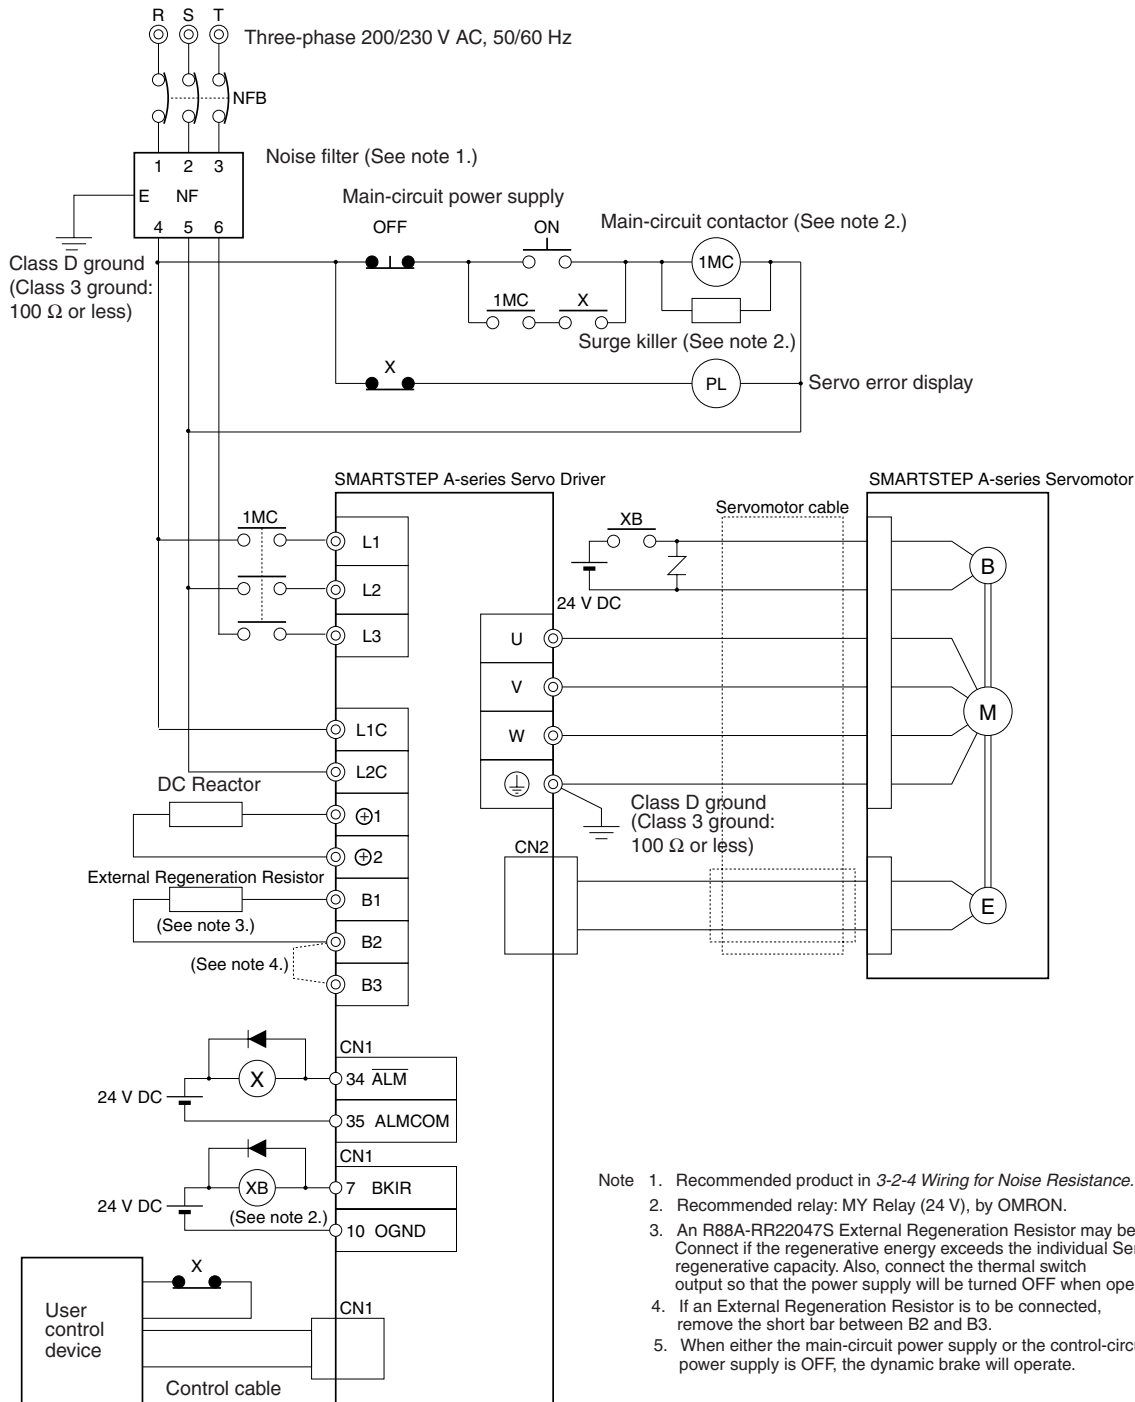 R S T
Three-phase 200/230 V AC, 50/60 Hz
NFB
Noise filter (See note 1.)
1 2 3
E NF
4 5 6
Class D ground
(Class 3 ground:
100 Ω or less)
Main-circuit power supply
OFF
ON
Main-circuit contactor (See note 2.)
1MC
1MC
X
Surge killer (See note 2.)
X
PL
Servo error display
SMARTSTEP A-series Servo Driver
SMARTSTEP A-series Servomotor
1MC
L1
L2
L3
XB
24 V DC
Servomotor cable
B
U
V
W
M
Class D ground
(Class 3 ground:
100 Ω or less)
L1C
L2C
DC Reactor
⊕1
⊕2
CN2
E
External Regeneration Resistor
(See note 3.)
B1
B2
(See note 4.)
B3
CN1
X
24 V DC
34 ALM
35 ALMCOM
CN1
XB
24 V DC
(See note 2.)
7 BKIR
10 OGND
X
User
control
device
CN1
Control cable
Note 1. Recommended product in 3-2-4 Wiring for Noise Resistance.
2. Recommended relay: MY Relay (24 V), by OMRON.
3. An R88A-RR22047S External Regeneration Resistor may be
Connect if the regenerative energy exceeds the individual Ser
regenerative capacity. Also, connect the thermal switch
output so that the power supply will be turned OFF when ope
4. If an External Regeneration Resistor is to be connected,
remove the short bar between B2 and B3.
5. When either the main-circuit power supply or the control-circu
power supply is OFF, the dynamic brake will operate.